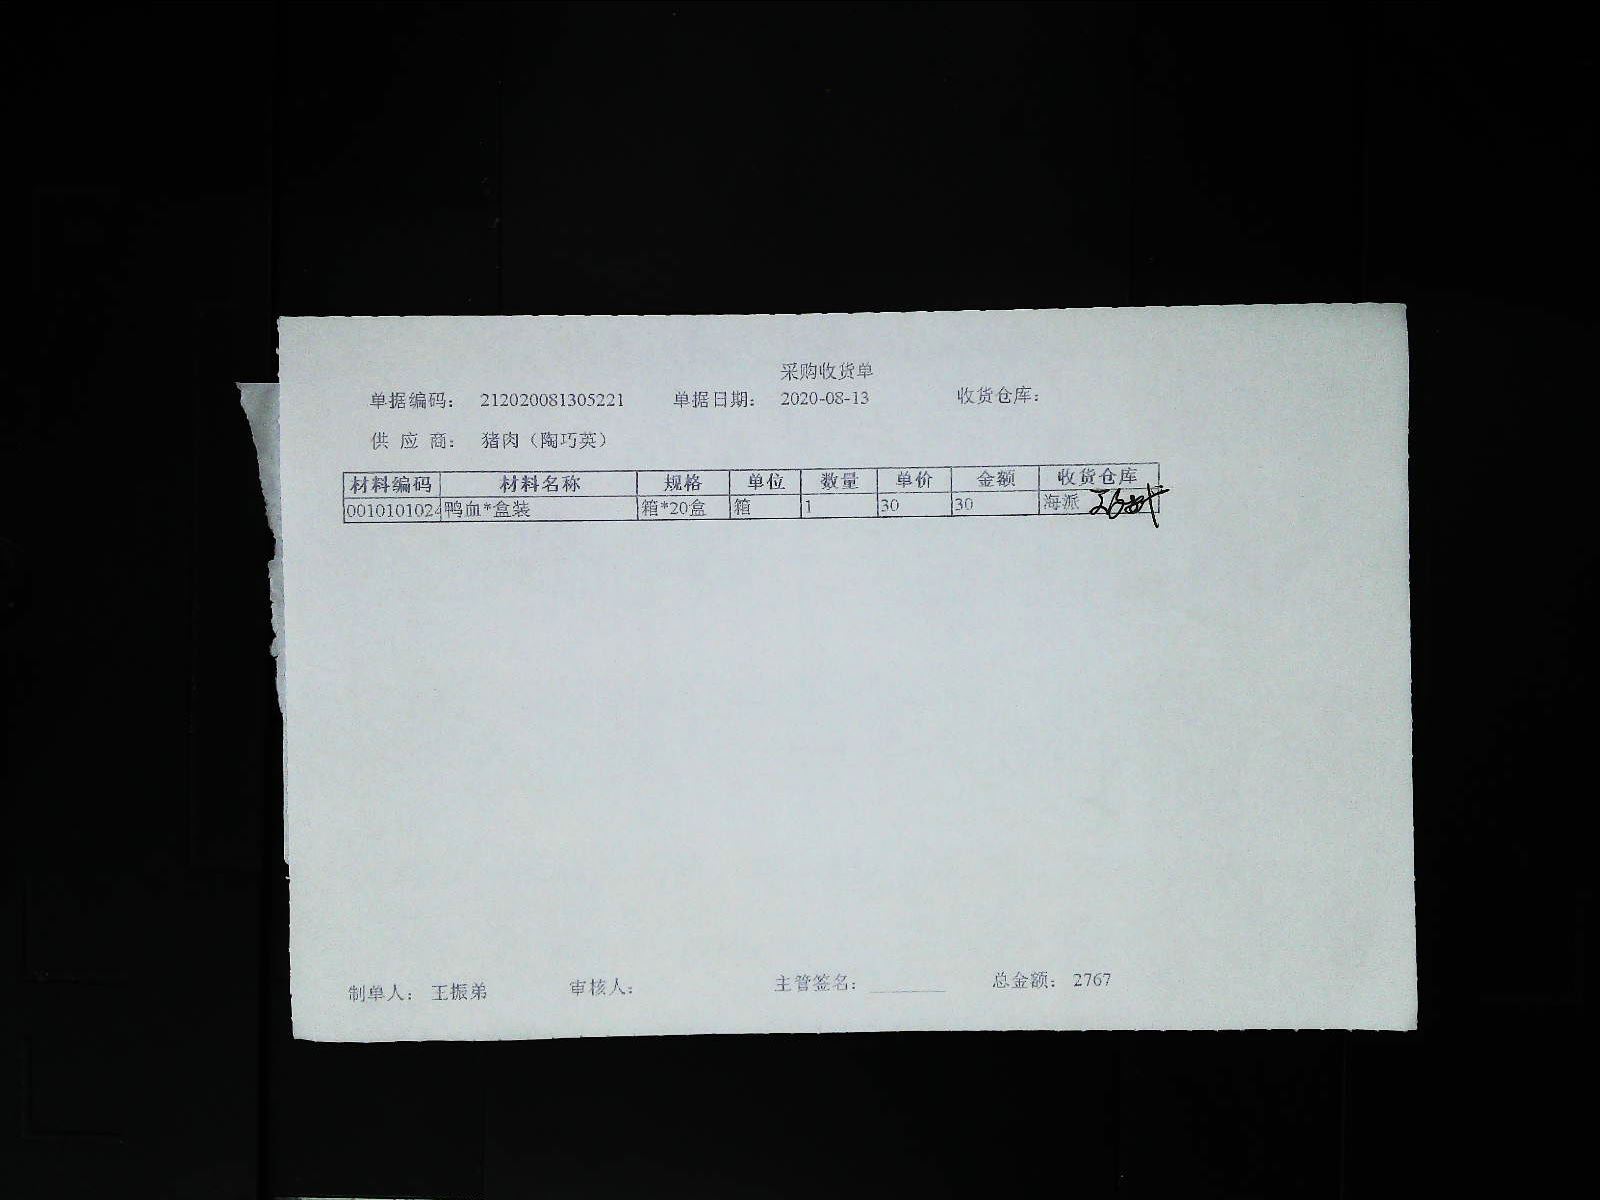 采购收货单
单据编码： 212020081305221 单据日期： 2020-08-13 收货仓库：
供 应 商： 猪肉（陶巧英）
材料编码 材料名称 规格 单位 数量 单价 金额 收货仓库
0010101024 鸭血*盒装 箱*20盒 箱 1 30 30 海派
制单人： 王振弟 审核人： 主管签名： 总金额： 2767